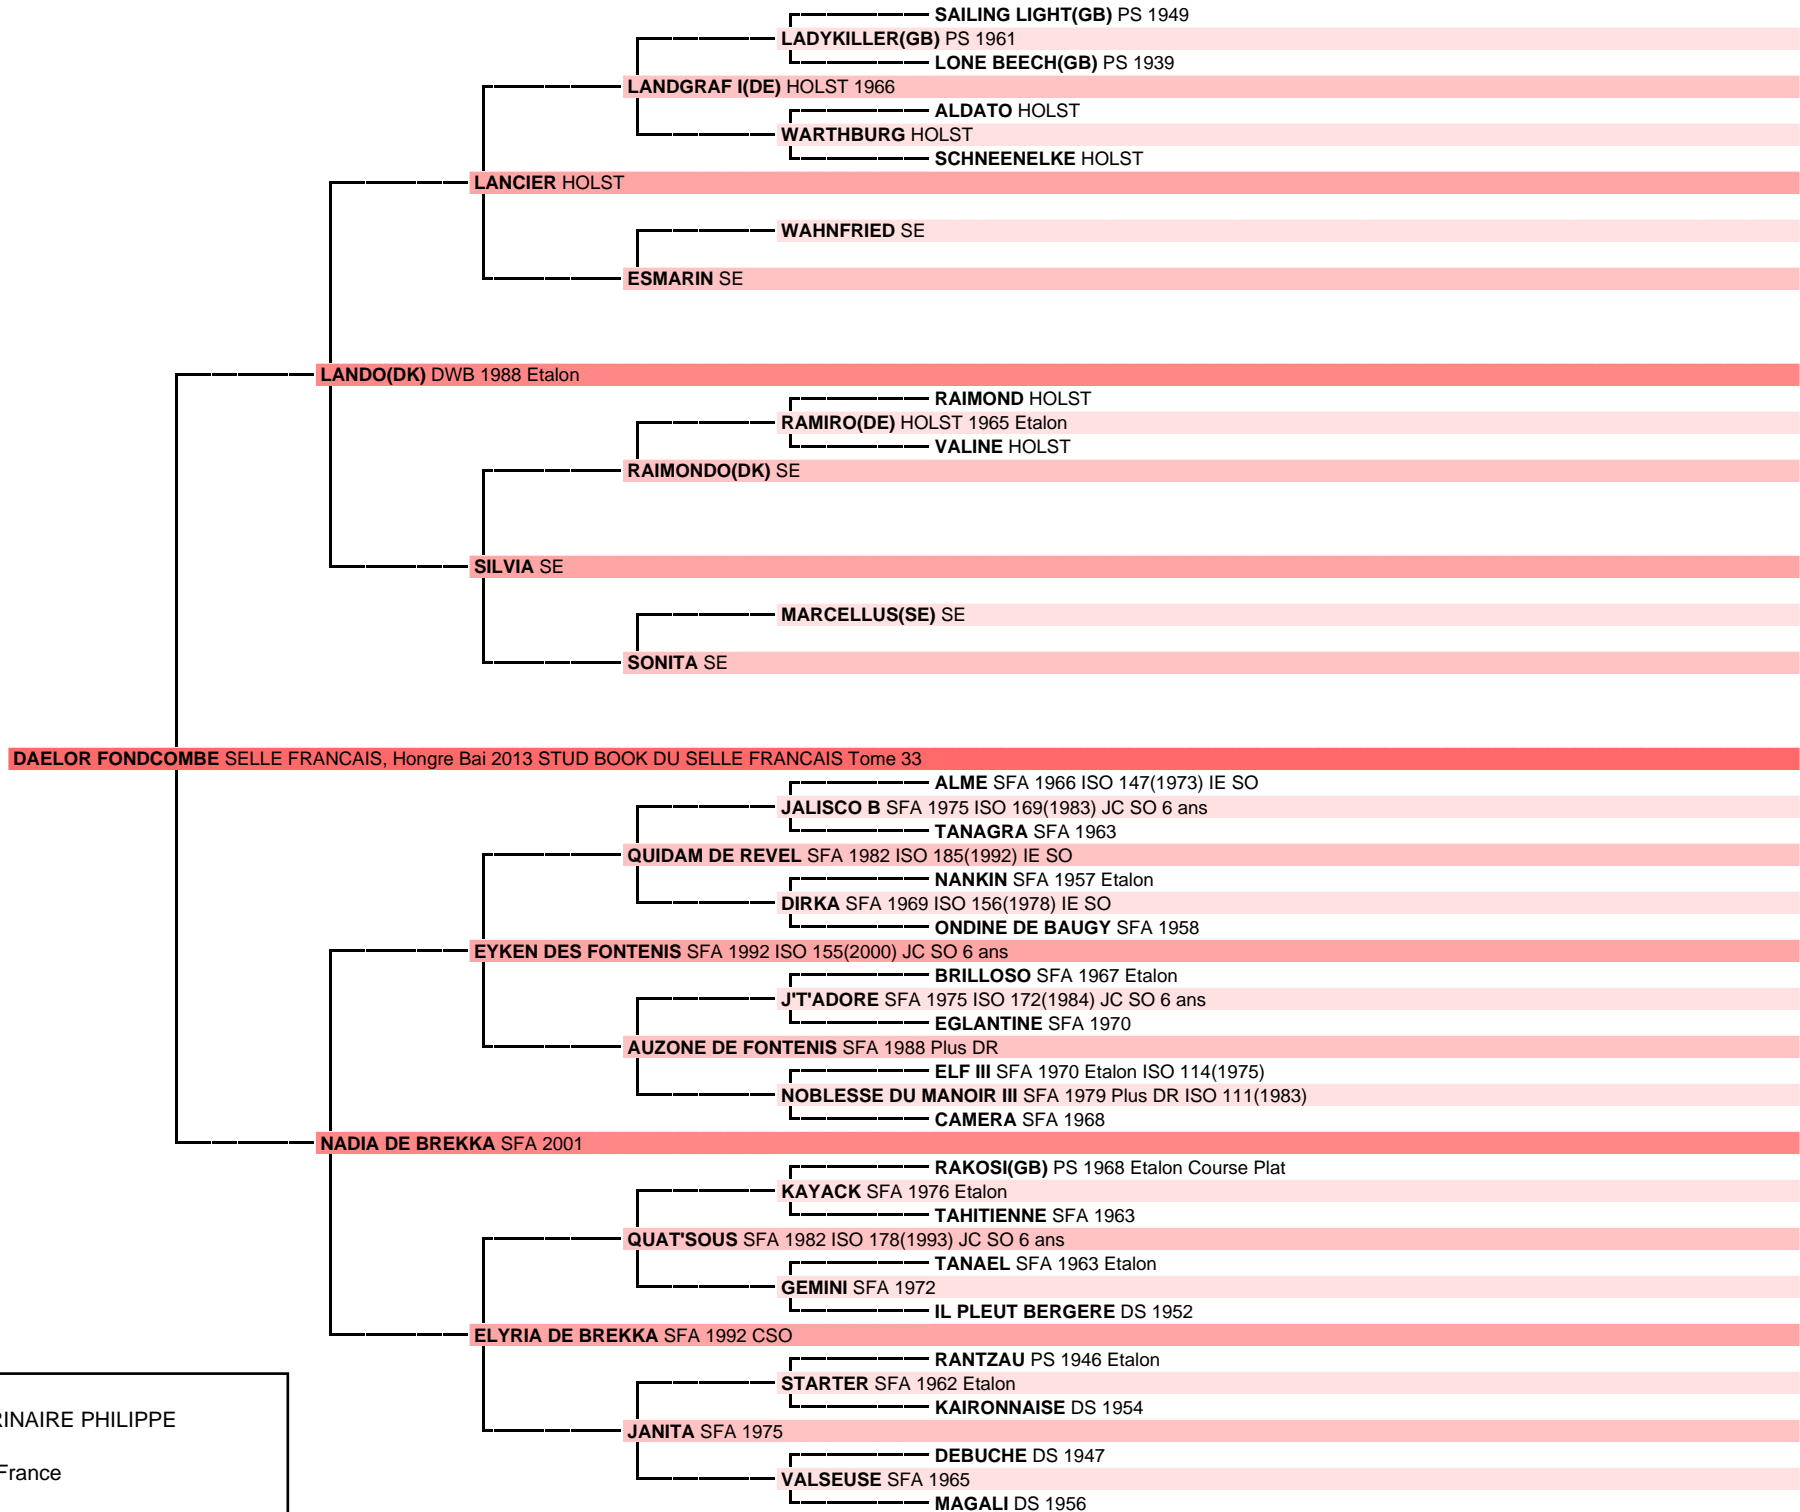 SAILING LIGHT(GB) PS 1949
LADYKILLER(GB) PS 1961
LONE BEECH(GB) PS 1939
LANDGRAF I(DE) HOLST 1966
ALDATO HOLST
WARTHBURG HOLST
SCHNEENELKE HOLST
LANCIER HOLST
WAHNFRIED SE
ESMARIN SE
LANDO(DK) DWB 1988 Etalon
RAIMOND HOLST
RAMIRO(DE) HOLST 1965 Etalon
VALINE HOLST
RAIMONDO(DK) SE
SILVIA SE
MARCELLUS(SE) SE
SONITA SE
DAELOR FONDCOMBE SELLE FRANCAIS, Hongre Bai 2013 STUD BOOK DU SELLE FRANCAIS Tome 33
ALME SFA 1966 ISO 147(1973) IE SO
JALISCO B SFA 1975 ISO 169(1983) JC SO 6 ans
TANAGRA SFA 1963
QUIDAM DE REVEL SFA 1982 ISO 185(1992) IE SO
NANKIN SFA 1957 Etalon
DIRKA SFA 1969 ISO 156(1978) IE SO
ONDINE DE BAUGY SFA 1958
EYKEN DES FONTENIS SFA 1992 ISO 155(2000) JC SO 6 ans
BRILLOSO SFA 1967 Etalon
J'T'ADORE SFA 1975 ISO 172(1984) JC SO 6 ans
EGLANTINE SFA 1970
AUZONE DE FONTENIS SFA 1988 Plus DR
ELF III SFA 1970 Etalon ISO 114(1975)
NOBLESSE DU MANOIR III SFA 1979 Plus DR ISO 111(1983)
CAMERA SFA 1968
NADIA DE BREKKA SFA 2001
RAKOSI(GB) PS 1968 Etalon Course Plat
KAYACK SFA 1976 Etalon
TAHITIENNE SFA 1963
QUAT'SOUS SFA 1982 ISO 178(1993) JC SO 6 ans
TANAEL SFA 1963 Etalon
GEMINI SFA 1972
IL PLEUT BERGERE DS 1952
ELYRIA DE BREKKA SFA 1992 CSO
RANTZAU PS 1946 Etalon
STARTER SFA 1962 Etalon
KAIRONNAISE DS 1954
JANITA SFA 1975
DEBUCHE DS 1947
VALSEUSE SFA 1965
MAGALI DS 1956
RINAIRE PHILIPPE
France